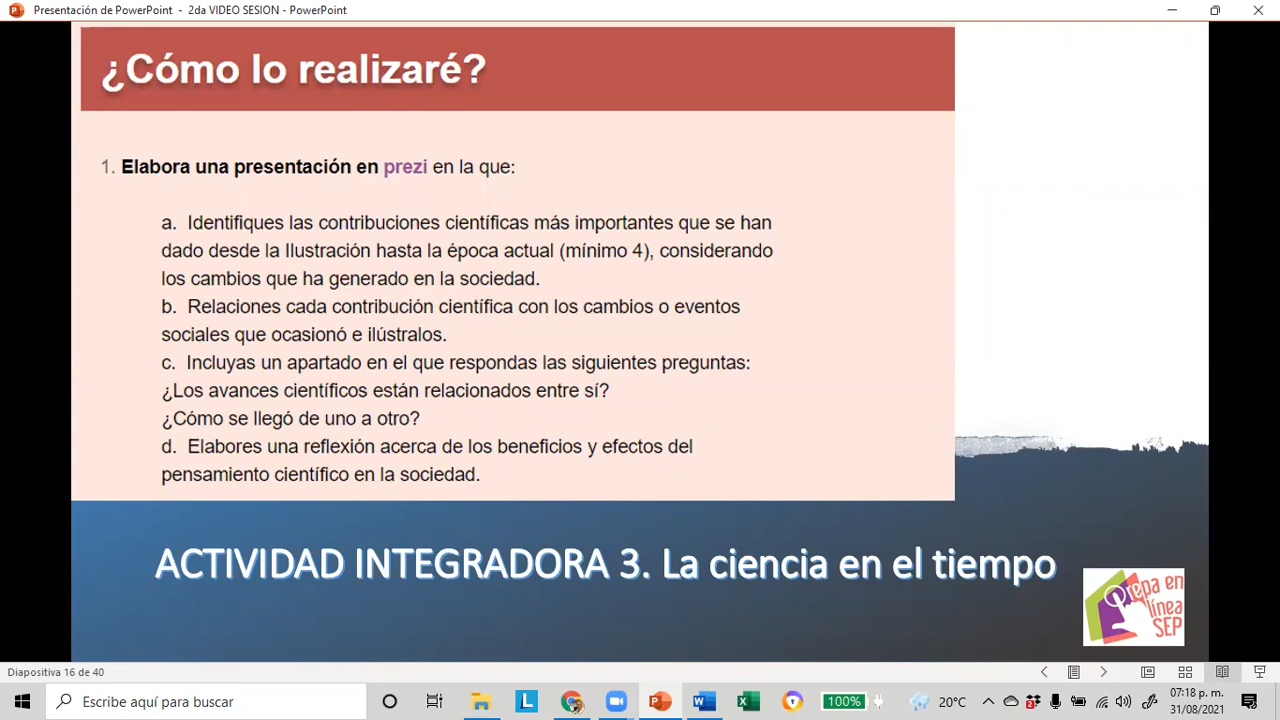 Presentación de PowerPoint - 2da VIDEO SESION - PowerPoint
¿Cómo lo realizaré?
1. Elabora una presentación en prezi en la que:
a. Identifiques las contribuciones científicas más importantes que se han
dado desde la Ilustración hasta la época actual (mínimo 4), considerando
los cambios que ha generado en la sociedad.
b. Relaciones cada contribución científica con los cambios o eventos
sociales que ocasionó e ilústralos.
c. Incluyas un apartado en el que respondas las siguientes preguntas:
¿Los avances científicos están relacionados entre sí?
¿Cómo se llegó de uno a otro?
d. Elabores una reflexión acerca de los beneficios y efectos del
pensamiento científico en la sociedad.
ACTIVIDAD INTEGRADORA 3. La ciencia en el tiempo
Prepa en
línea
SEP
Diapositiva 16 de 40
Escribe aquí para buscar
100%
20°C
07:18 p. m.
31/08/2021